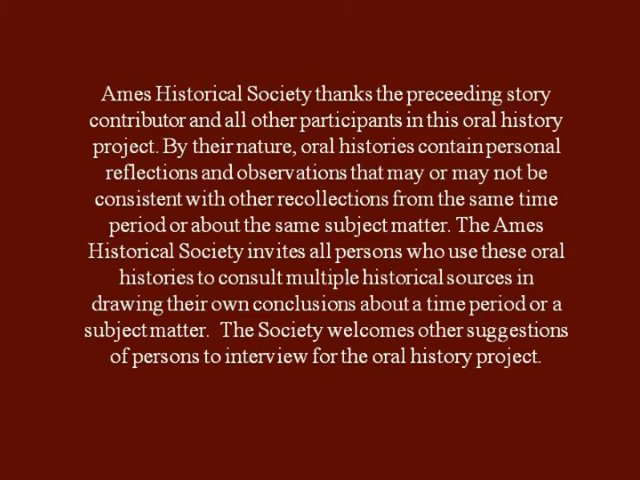 Ames Historical Society thanks the preceeding story
contributor and all other participants in this oral history
project. By their nature, oral histories contain personal
reflections and observations that may or may not be
consistent with other recollections from the same time
period or about the same subject matter. The Ames
Historical Society invites all persons who use these oral
histories to consult multiple historical sources in
drawing their own conclusions about a time period or a
subject matter.  The Society welcomes other suggestions
of persons to interview for the oral history project.